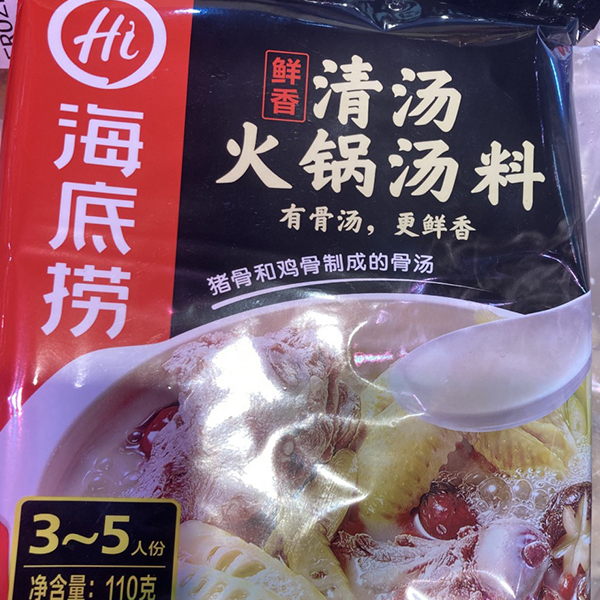 Hi
海底捞
鲜香
清汤
火锅汤料
有骨汤，更鲜香
猪骨和鸡骨制成的骨汤
3～5人份
净含量：110克